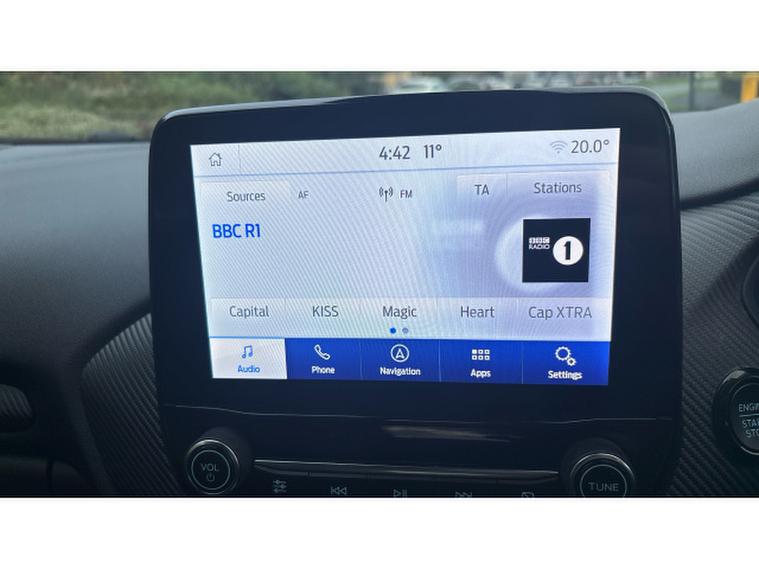 4:42 11° 20.0°
Sources AF FM TA Stations
BBC R1
BBC
RADIO 1
Capital KISS Magic Heart Cap XTRA
Audio Phone Navigation Apps Settings
VOL
TUNE